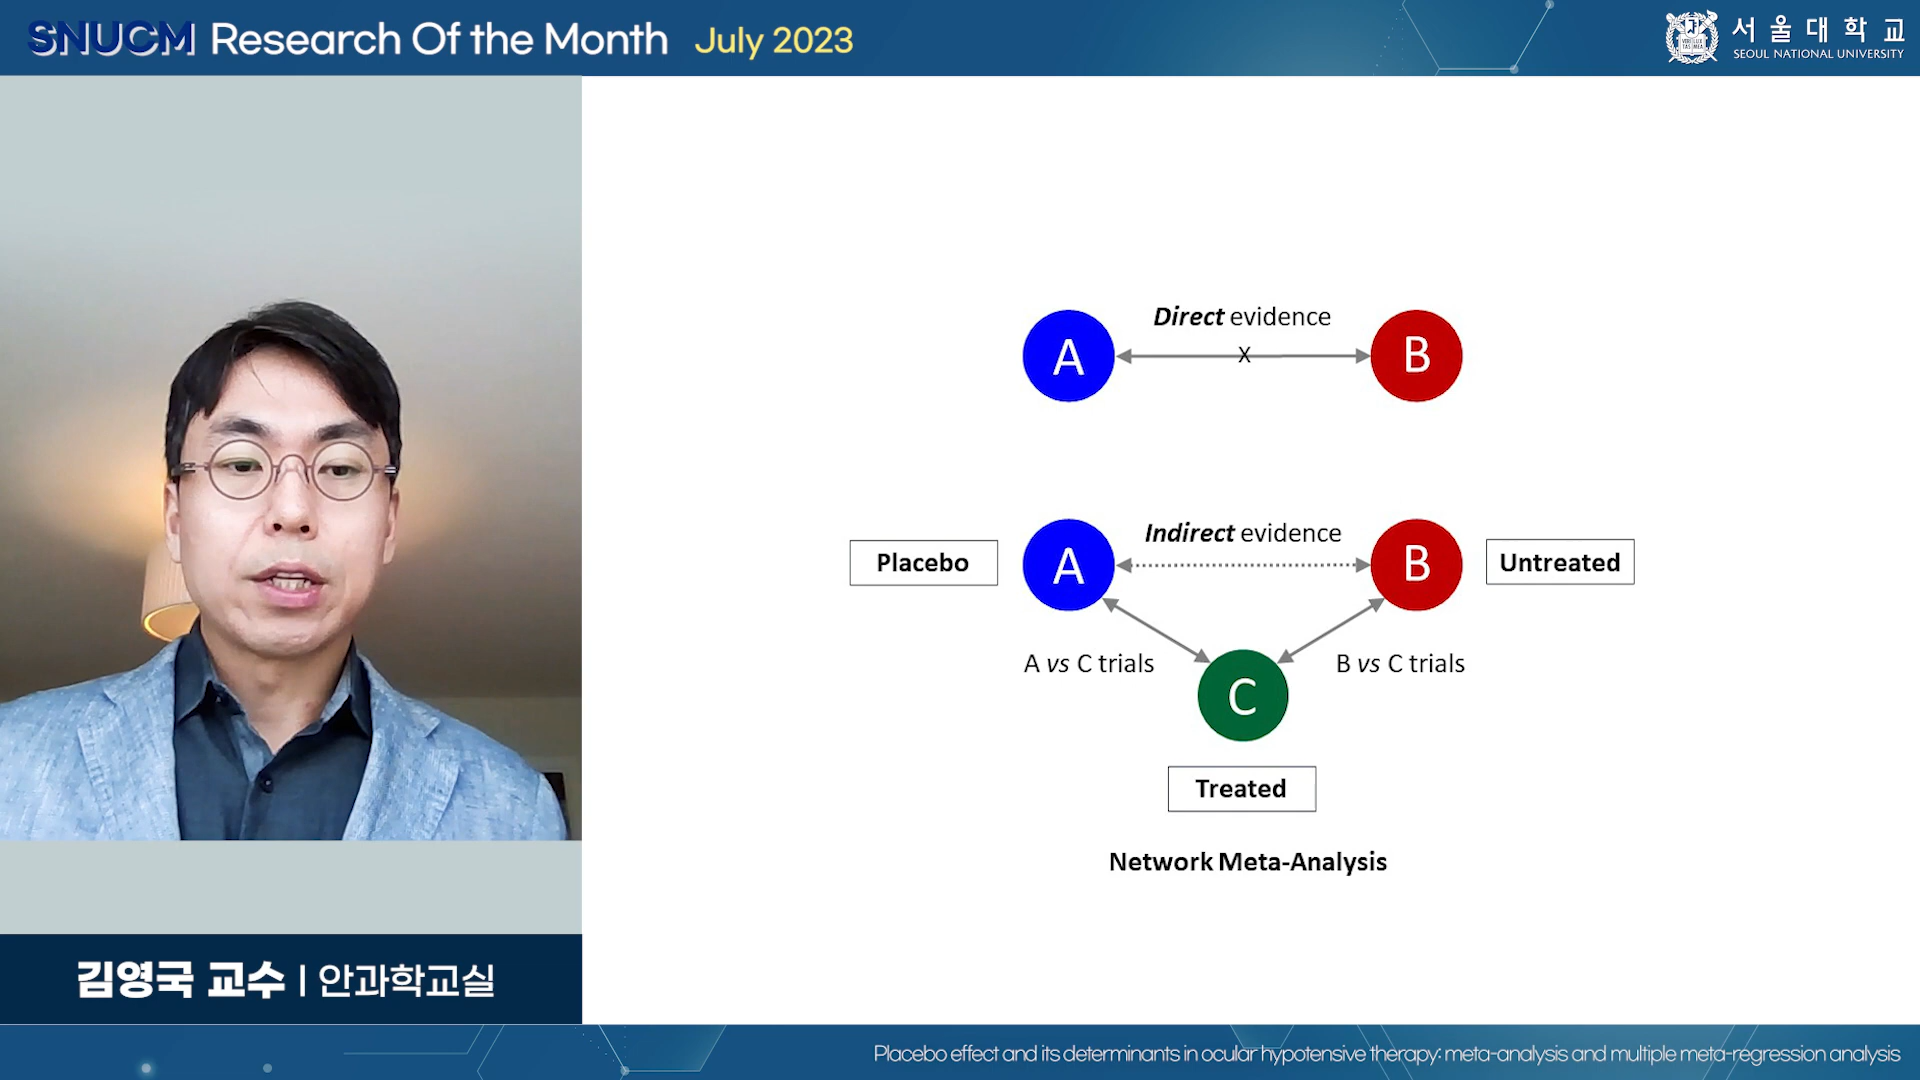 SNUCM Research Of the Month July 2023
서울대학교
SEOUL NATIONAL UNIVERSITY
Direct evidence
A
X
B
Indirect evidence
Placebo
A
B
Untreated
A vs C trials
B vs C trials
C
Treated
Network Meta-Analysis
김영국 교수 | 안과학교실
Placebo effect and its determinants in ocular hypotensive therapy: meta-analysis and multiple meta-regression analysis